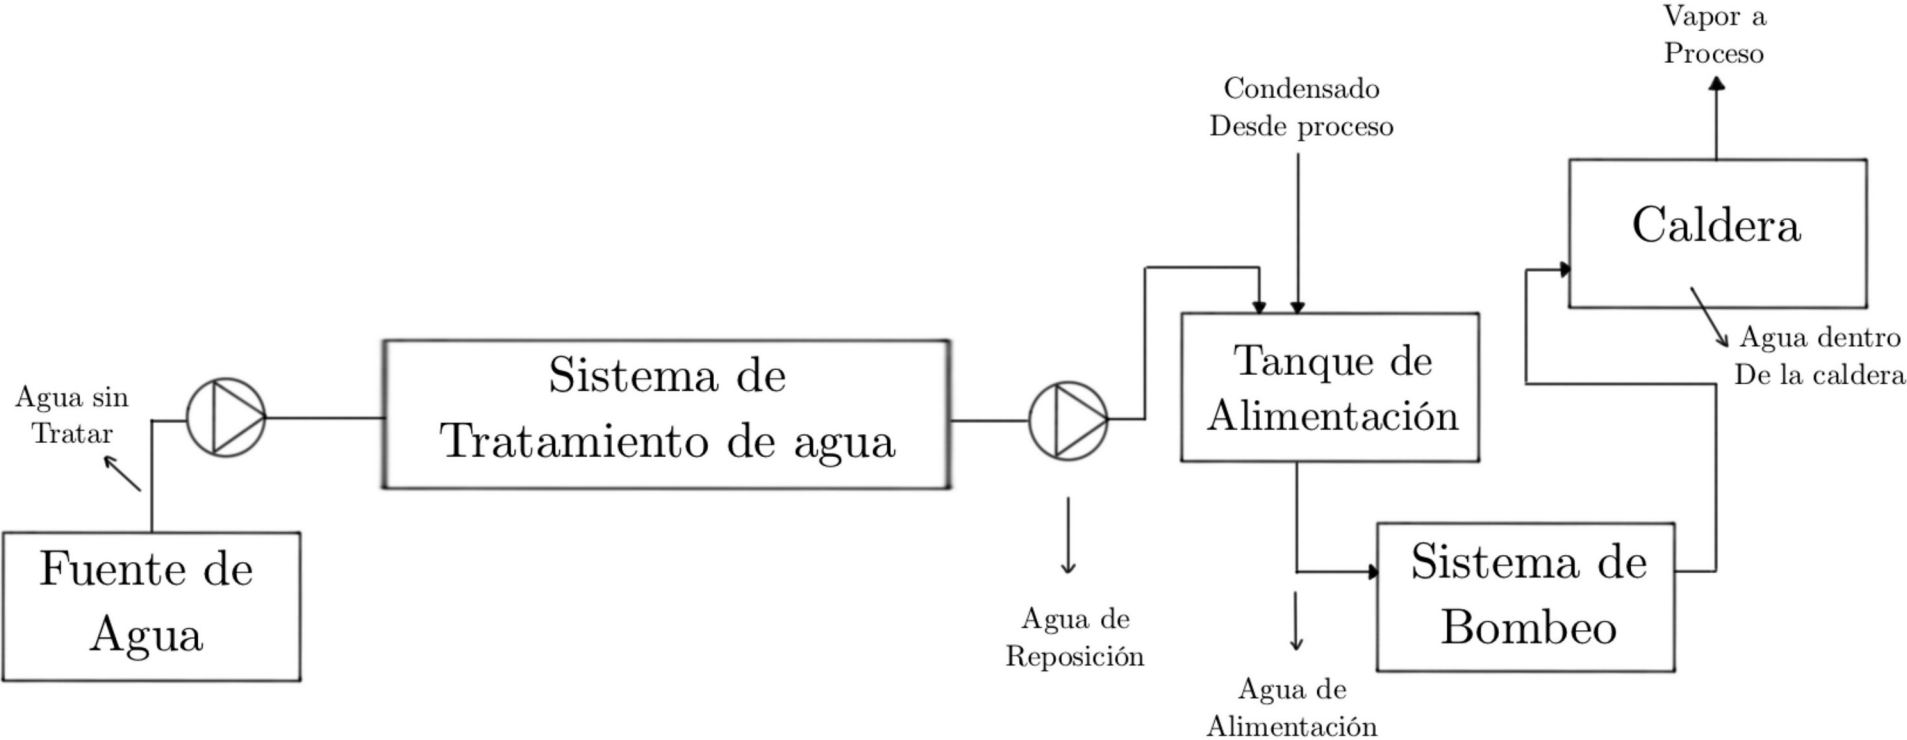 Vapor a
Proceso
Condensado
Desde proceso
Caldera
Agua dentro
De la caldera
Tanque de
Alimentación
Sistema de
Tratamiento de agua
Agua sin
Tratar
Fuente de
Agua
Agua de
Reposición
Sistema de
Bombeo
Agua de
Alimentación